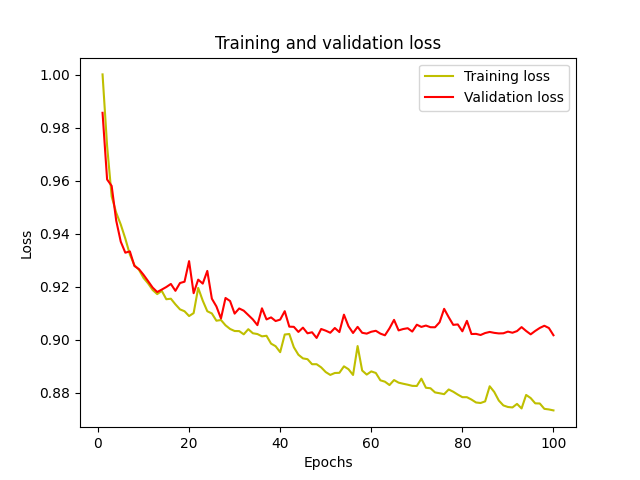 Training and validation loss
Training loss
Validation loss
Loss
1.00
0.98
0.96
0.94
0.92
0.90
0.88
0
20
40
60
80
100
Epochs